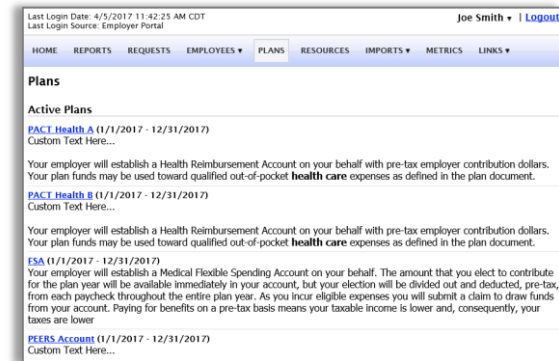 Last Login Date: 4/5/2017 11:42:25 AM CDT
Last Login Source: Employer Portal
Joe Smith ▾ | Logout
HOME REPORTS REQUESTS EMPLOYEES ▾ PLANS RESOURCES IMPORTS ▾ METRICS LINKS ▾
Plans
Active Plans
PACT Health A (1/1/2017 - 12/31/2017)
Custom Text Here...
Your employer will establish a Health Reimbursement Account on your behalf with pre-tax employer contribution dollars.
Your plan funds may be used toward qualified out-of-pocket health care expenses as defined in the plan document.
PACT Health B (1/1/2017 - 12/31/2017)
Custom Text Here...
Your employer will establish a Health Reimbursement Account on your behalf with pre-tax employer contribution dollars.
Your plan funds may be used toward qualified out-of-pocket health care expenses as defined in the plan document.
FSA (1/1/2017 - 12/31/2017)
Your employer will establish a Medical Flexible Spending Account on your behalf. The amount that you elect to contribute
for the plan year will be available immediately in your account, but your election will be divided out and deducted, pre-tax,
from each paycheck throughout the entire plan year. As you incur eligible expenses you will submit a claim to draw funds
from your account. Paying for benefits on a pre-tax basis means your taxable income is lower and, consequently, your
taxes are lower
PEERS Account (1/1/2017 - 12/31/2017)
Custom Text Here...